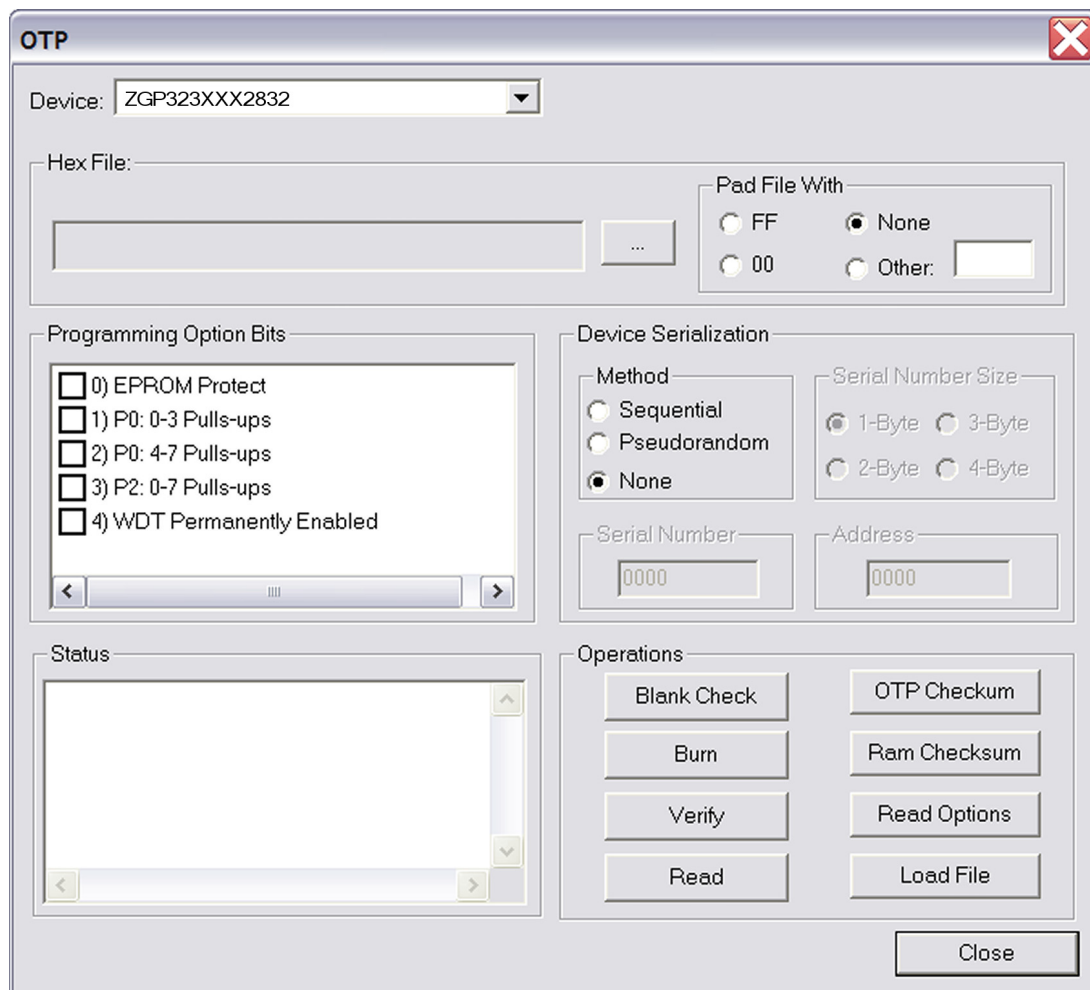 OTP
Device: ZGP323XXX2832
Hex File:
...
Pad File With
FF None
00 Other:
Programming Option Bits
0) EPROM Protect
1) P0: 0-3 Pulls-ups
2) P0: 4-7 Pulls-ups
3) P2: 0-7 Pulls-ups
4) WDT Permanently Enabled
Device Serialization
Method
Sequential
Pseudorandom
None
Serial Number Size
1-Byte 3-Byte
2-Byte 4-Byte
Serial Number
0000
Address
0000
Status
Operations
Blank Check OTP Checkum
Burn Ram Checksum
Verify Read Options
Read Load File
Close